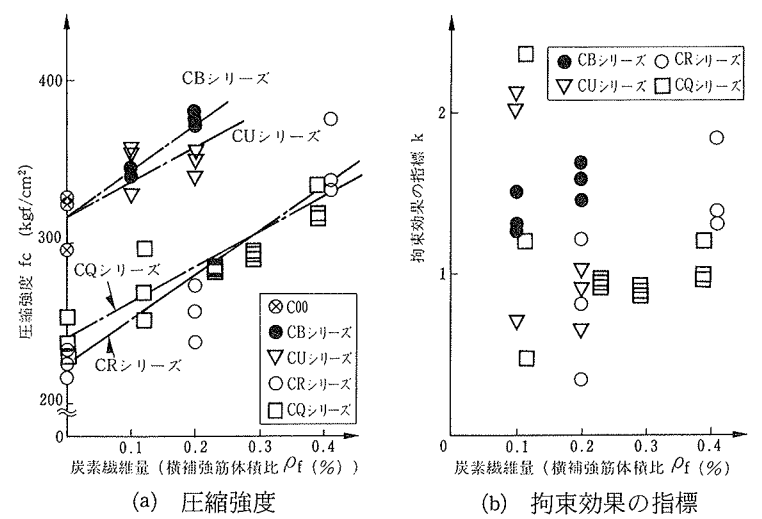 400
300
200
0
圧縮強度 fc (kgf/cm²)
CBシリーズ
CUシリーズ
CQシリーズ
CRシリーズ
C00
CBシリーズ
CUシリーズ
CRシリーズ
CQシリーズ
0.1 0.2 0.3 0.4
炭素繊維量(横補強筋体積比 ρf (%))
(a) 圧縮強度
2
1
0
拘束効果の指標 k
CBシリーズ CRシリーズ
CUシリーズ CQシリーズ
0.1 0.2 0.3 0.4
炭素繊維量(横補強筋体積比 ρf (%))
(b) 拘束効果の指標